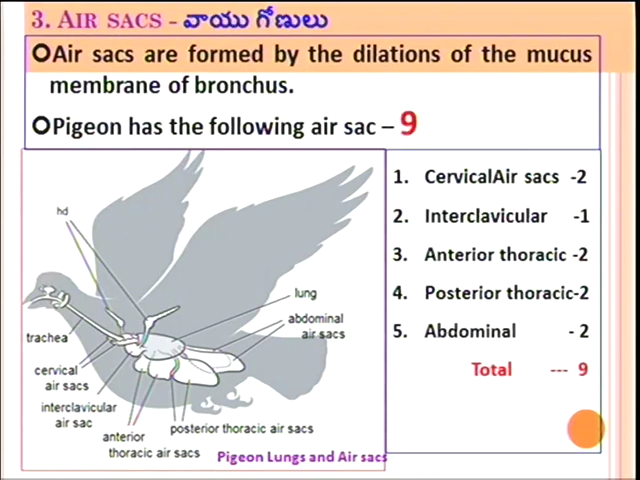 3. AIR SACS - వాయు గోణులు
Air sacs are formed by the dilations of the mucus
membrane of bronchus.
Pigeon has the following air sac – 9
1. CervicalAir sacs -2
2. Interclavicular -1
3. Anterior thoracic -2
4. Posterior thoracic-2
5. Abdominal - 2
Total --- 9
hd
lung
abdominal
air sacs
trachea
cervical
air sacs
interclavicular
air sac
anterior
thoracic air sacs
posterior thoracic air sacs
Pigeon Lungs and Air sacs